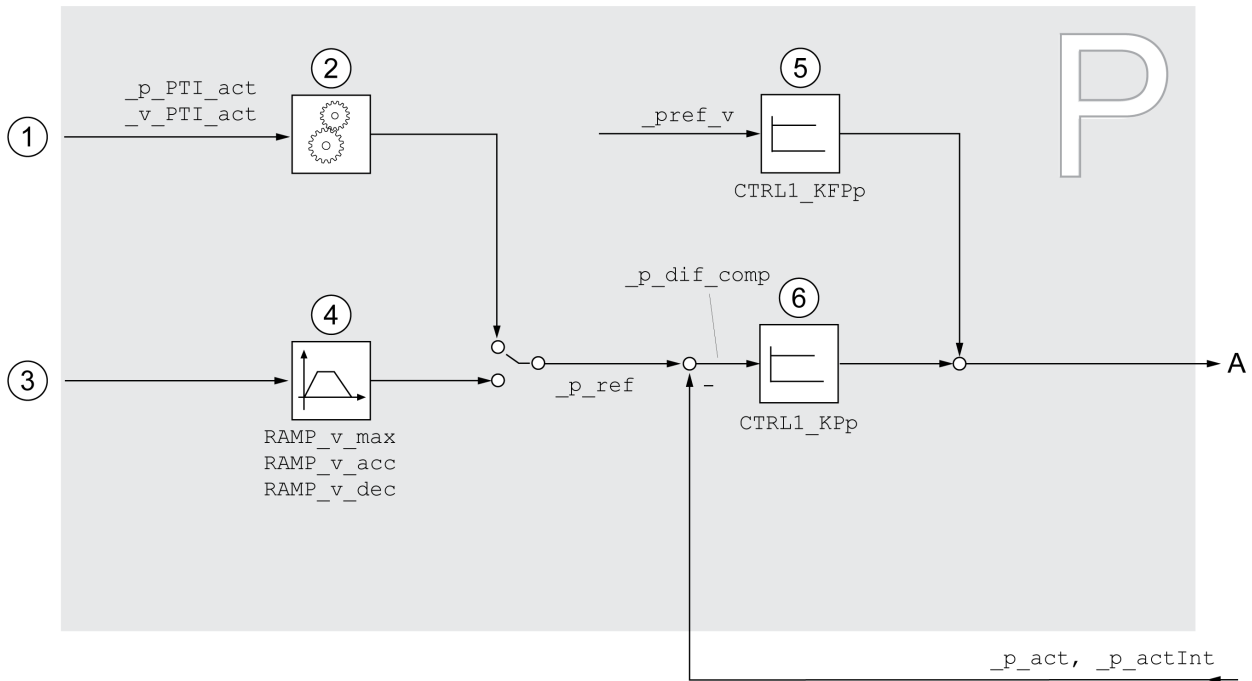 P
1
_p_PTI_act
_v_PTI_act
2
_pref_v
5
CTRL1_KFPp
3
4
RAMP_v_max
RAMP_v_acc
RAMP_v_dec
_p_ref
_p_dif_comp
-
6
CTRL1_KPp
A
_p_act, _p_actInt